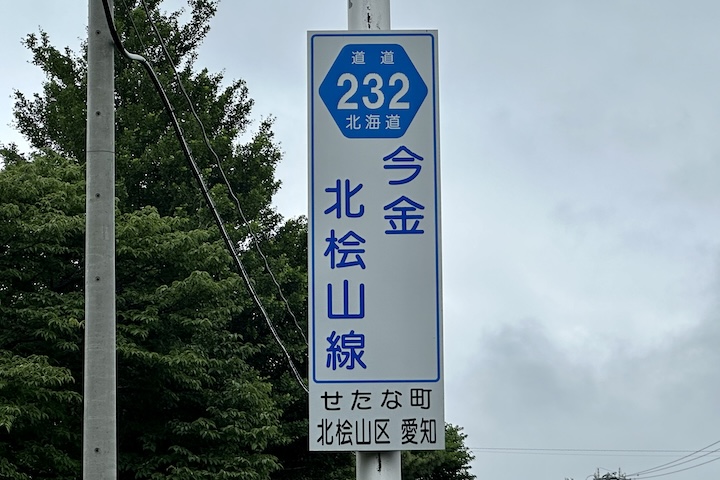 道道
232
北海道
今金
北桧山線
せたな町
北桧山区 愛知